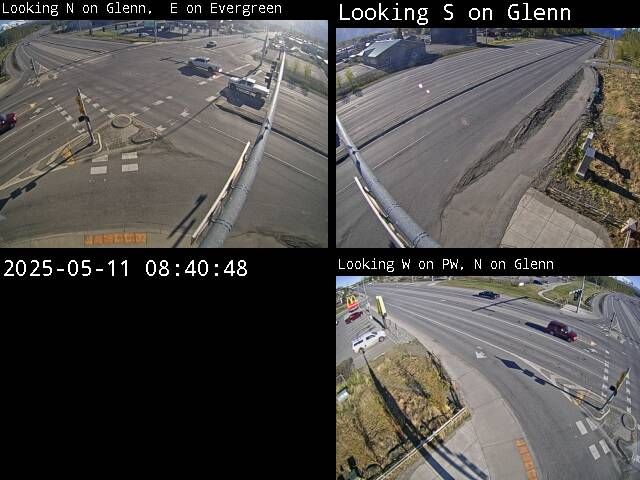 Looking N on Glenn,  E on Evergreen
Looking S on Glenn
2025-05-11 08:40:48
Looking W on PW, N on Glenn